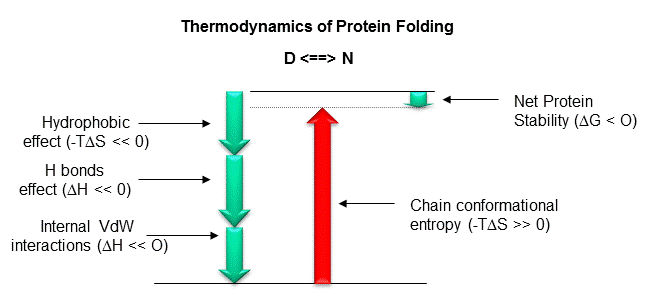 Thermodynamics of Protein Folding
D <==> N
Hydrophobic
effect (-TΔS << 0)
H bonds
effect (ΔH << 0)
Internal VdW
interactions (ΔH << O)
Net Protein
Stability (ΔG < O)
Chain conformational
entropy (-TΔS >> 0)